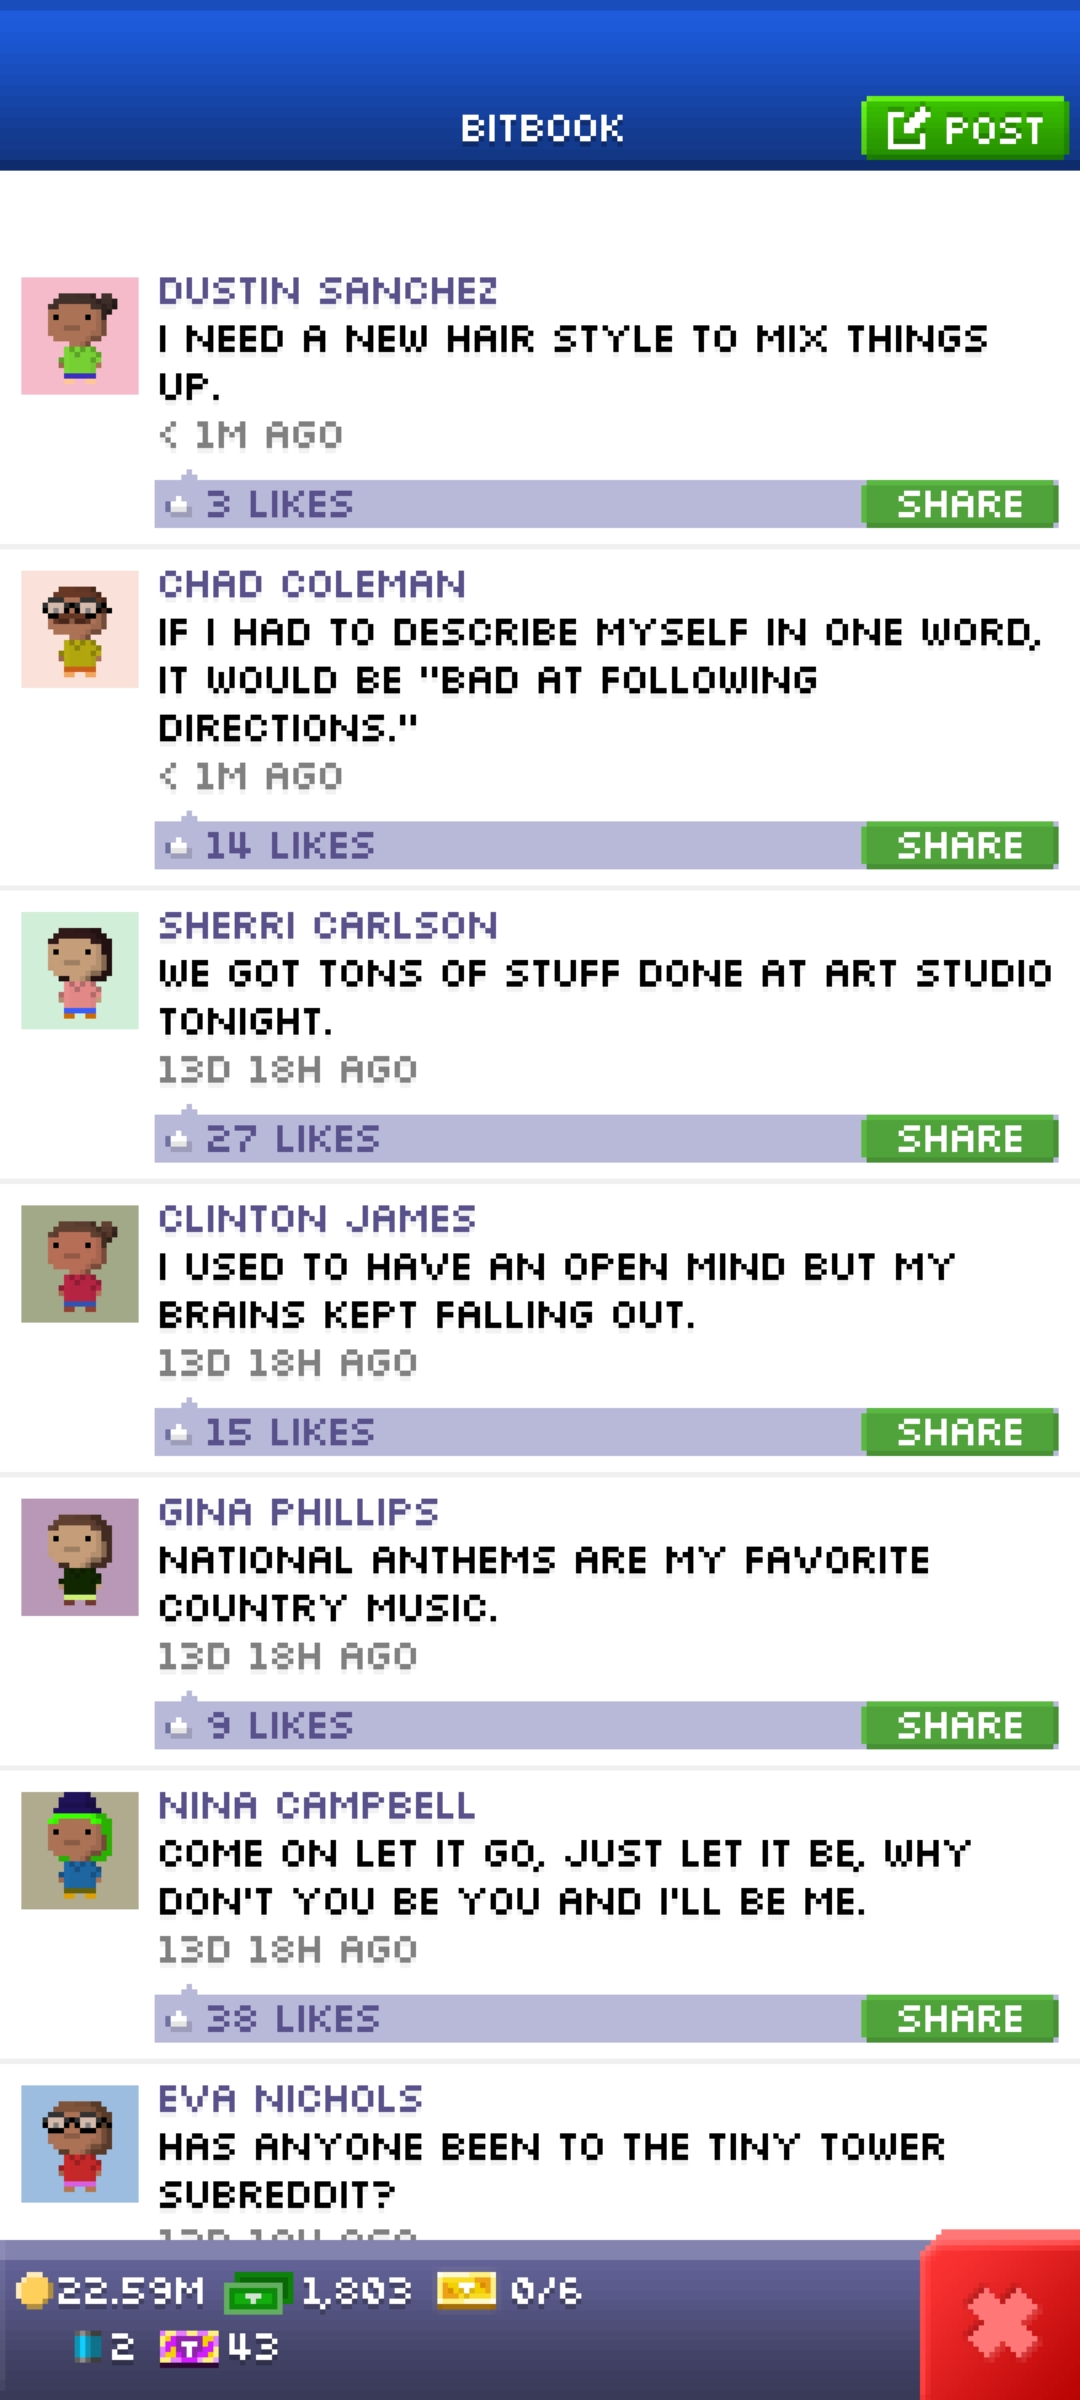 BITBOOK
POST
DUSTIN SANCHEZ
I NEED A NEW HAIR STYLE TO MIX THINGS
UP.
< 1M AGO
3 LIKES
SHARE
CHAD COLEMAN
IF I HAD TO DESCRIBE MYSELF IN ONE WORD,
IT WOULD BE "BAD AT FOLLOWING
DIRECTIONS."
< 1M AGO
14 LIKES
SHARE
SHERRI CARLSON
WE GOT TONS OF STUFF DONE AT ART STUDIO
TONIGHT.
13D 18H AGO
27 LIKES
SHARE
CLINTON JAMES
I USED TO HAVE AN OPEN MIND BUT MY
BRAINS KEPT FALLING OUT.
13D 18H AGO
15 LIKES
SHARE
GINA PHILLIPS
NATIONAL ANTHEMS ARE MY FAVORITE
COUNTRY MUSIC.
13D 18H AGO
9 LIKES
SHARE
NINA CAMPBELL
COME ON LET IT GO, JUST LET IT BE, WHY
DON'T YOU BE YOU AND I'LL BE ME.
13D 18H AGO
38 LIKES
SHARE
EVA NICHOLS
HAS ANYONE BEEN TO THE TINY TOWER
SUBREDDIT?
22.59M 1,803 0/6
2 T 43